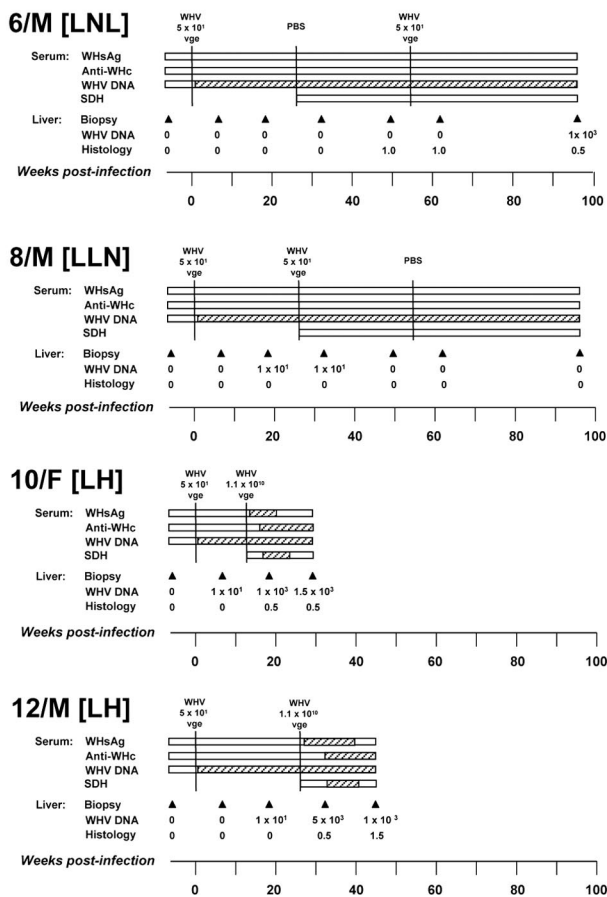 6/M [LNL]
WHV
5 x 10¹
vge
PBS
WHV
5 x 10¹
vge
Serum: WHsAg
Anti-WHc
WHV DNA
SDH
Liver: Biopsy
WHV DNA 0 0 0 0 0 0 1x 10³
Histology 0 0 0 0 1.0 1.0 0.5
Weeks post-infection
0 20 40 60 80 100
8/M [LLN]
WHV
5 x 10¹
vge
WHV
5 x 10¹
vge
PBS
Serum: WHsAg
Anti-WHc
WHV DNA
SDH
Liver: Biopsy
WHV DNA 0 0 1 x 10¹ 1 x 10¹ 0 0 0
Histology 0 0 0 0 0 0 0
Weeks post-infection
0 20 40 60 80 100
10/F [LH]
WHV
5 x 10¹
vge
WHV
1.1 x 10¹⁰
vge
Serum: WHsAg
Anti-WHc
WHV DNA
SDH
Liver: Biopsy
WHV DNA 0 1 x 10¹ 1 x 10³ 1.5 x 10³
Histology 0 0 0.5 0.5
Weeks post-infection
0 20 40 60 80 100
12/M [LH]
WHV
5 x 10¹
vge
WHV
1.1 x 10¹⁰
vge
Serum: WHsAg
Anti-WHc
WHV DNA
SDH
Liver: Biopsy
WHV DNA 0 0 1 x 10¹ 5 x 10³ 1 x 10 ³
Histology 0 0 0 0.5 1.5
Weeks post-infection
0 20 40 60 80 100